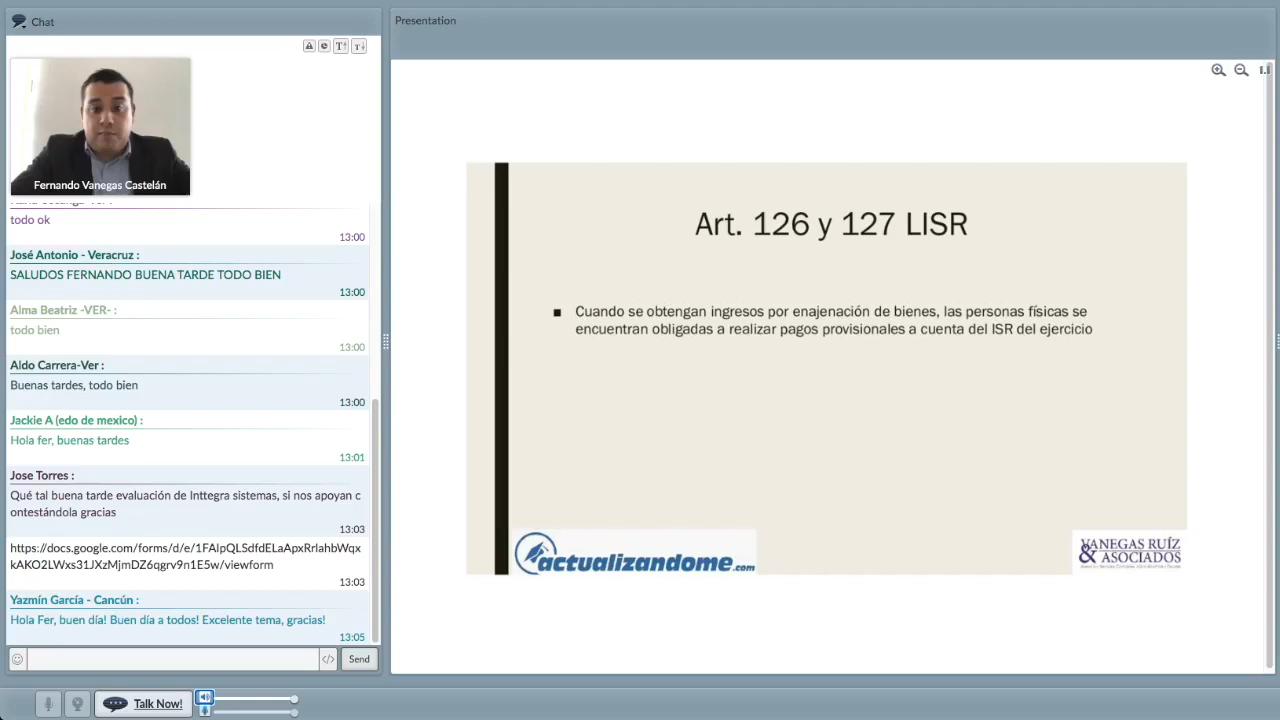 Chat
Fernando Vanegas Castelán
todo ok
13:00
José Antonio - Veracruz :
SALUDOS FERNANDO BUENA TARDE TODO BIEN
13:00
Alma Beatriz -VER- :
todo bien
13:00
Aldo Carrera-Ver :
Buenas tardes, todo bien
13:00
Jackie A (edo de mexico) :
Hola fer, buenas tardes
13:01
Jose Torres :
Qué tal buena tarde evaluación de Inttegra sistemas, si nos apoyan c
ontestándola gracias
13:03
https://docs.google.com/forms/d/e/1FAIpQLSdfdELaApxRrlahbWqx
kAKO2LWxs31JXzMjmDZ6qgrv9n1E5w/viewform
13:03
Yazmín García - Cancún :
Hola Fer, buen día! Buen día a todos! Excelente tema, gracias!
13:05
Send
Talk Now!
Presentation
Art. 126 y 127 LISR
Cuando se obtengan ingresos por enajenación de bienes, las personas físicas se
encuentran obligadas a realizar pagos provisionales a cuenta del ISR del ejercicio
actualizandome.com
VANEGAS RUÍZ
& ASOCIADOS